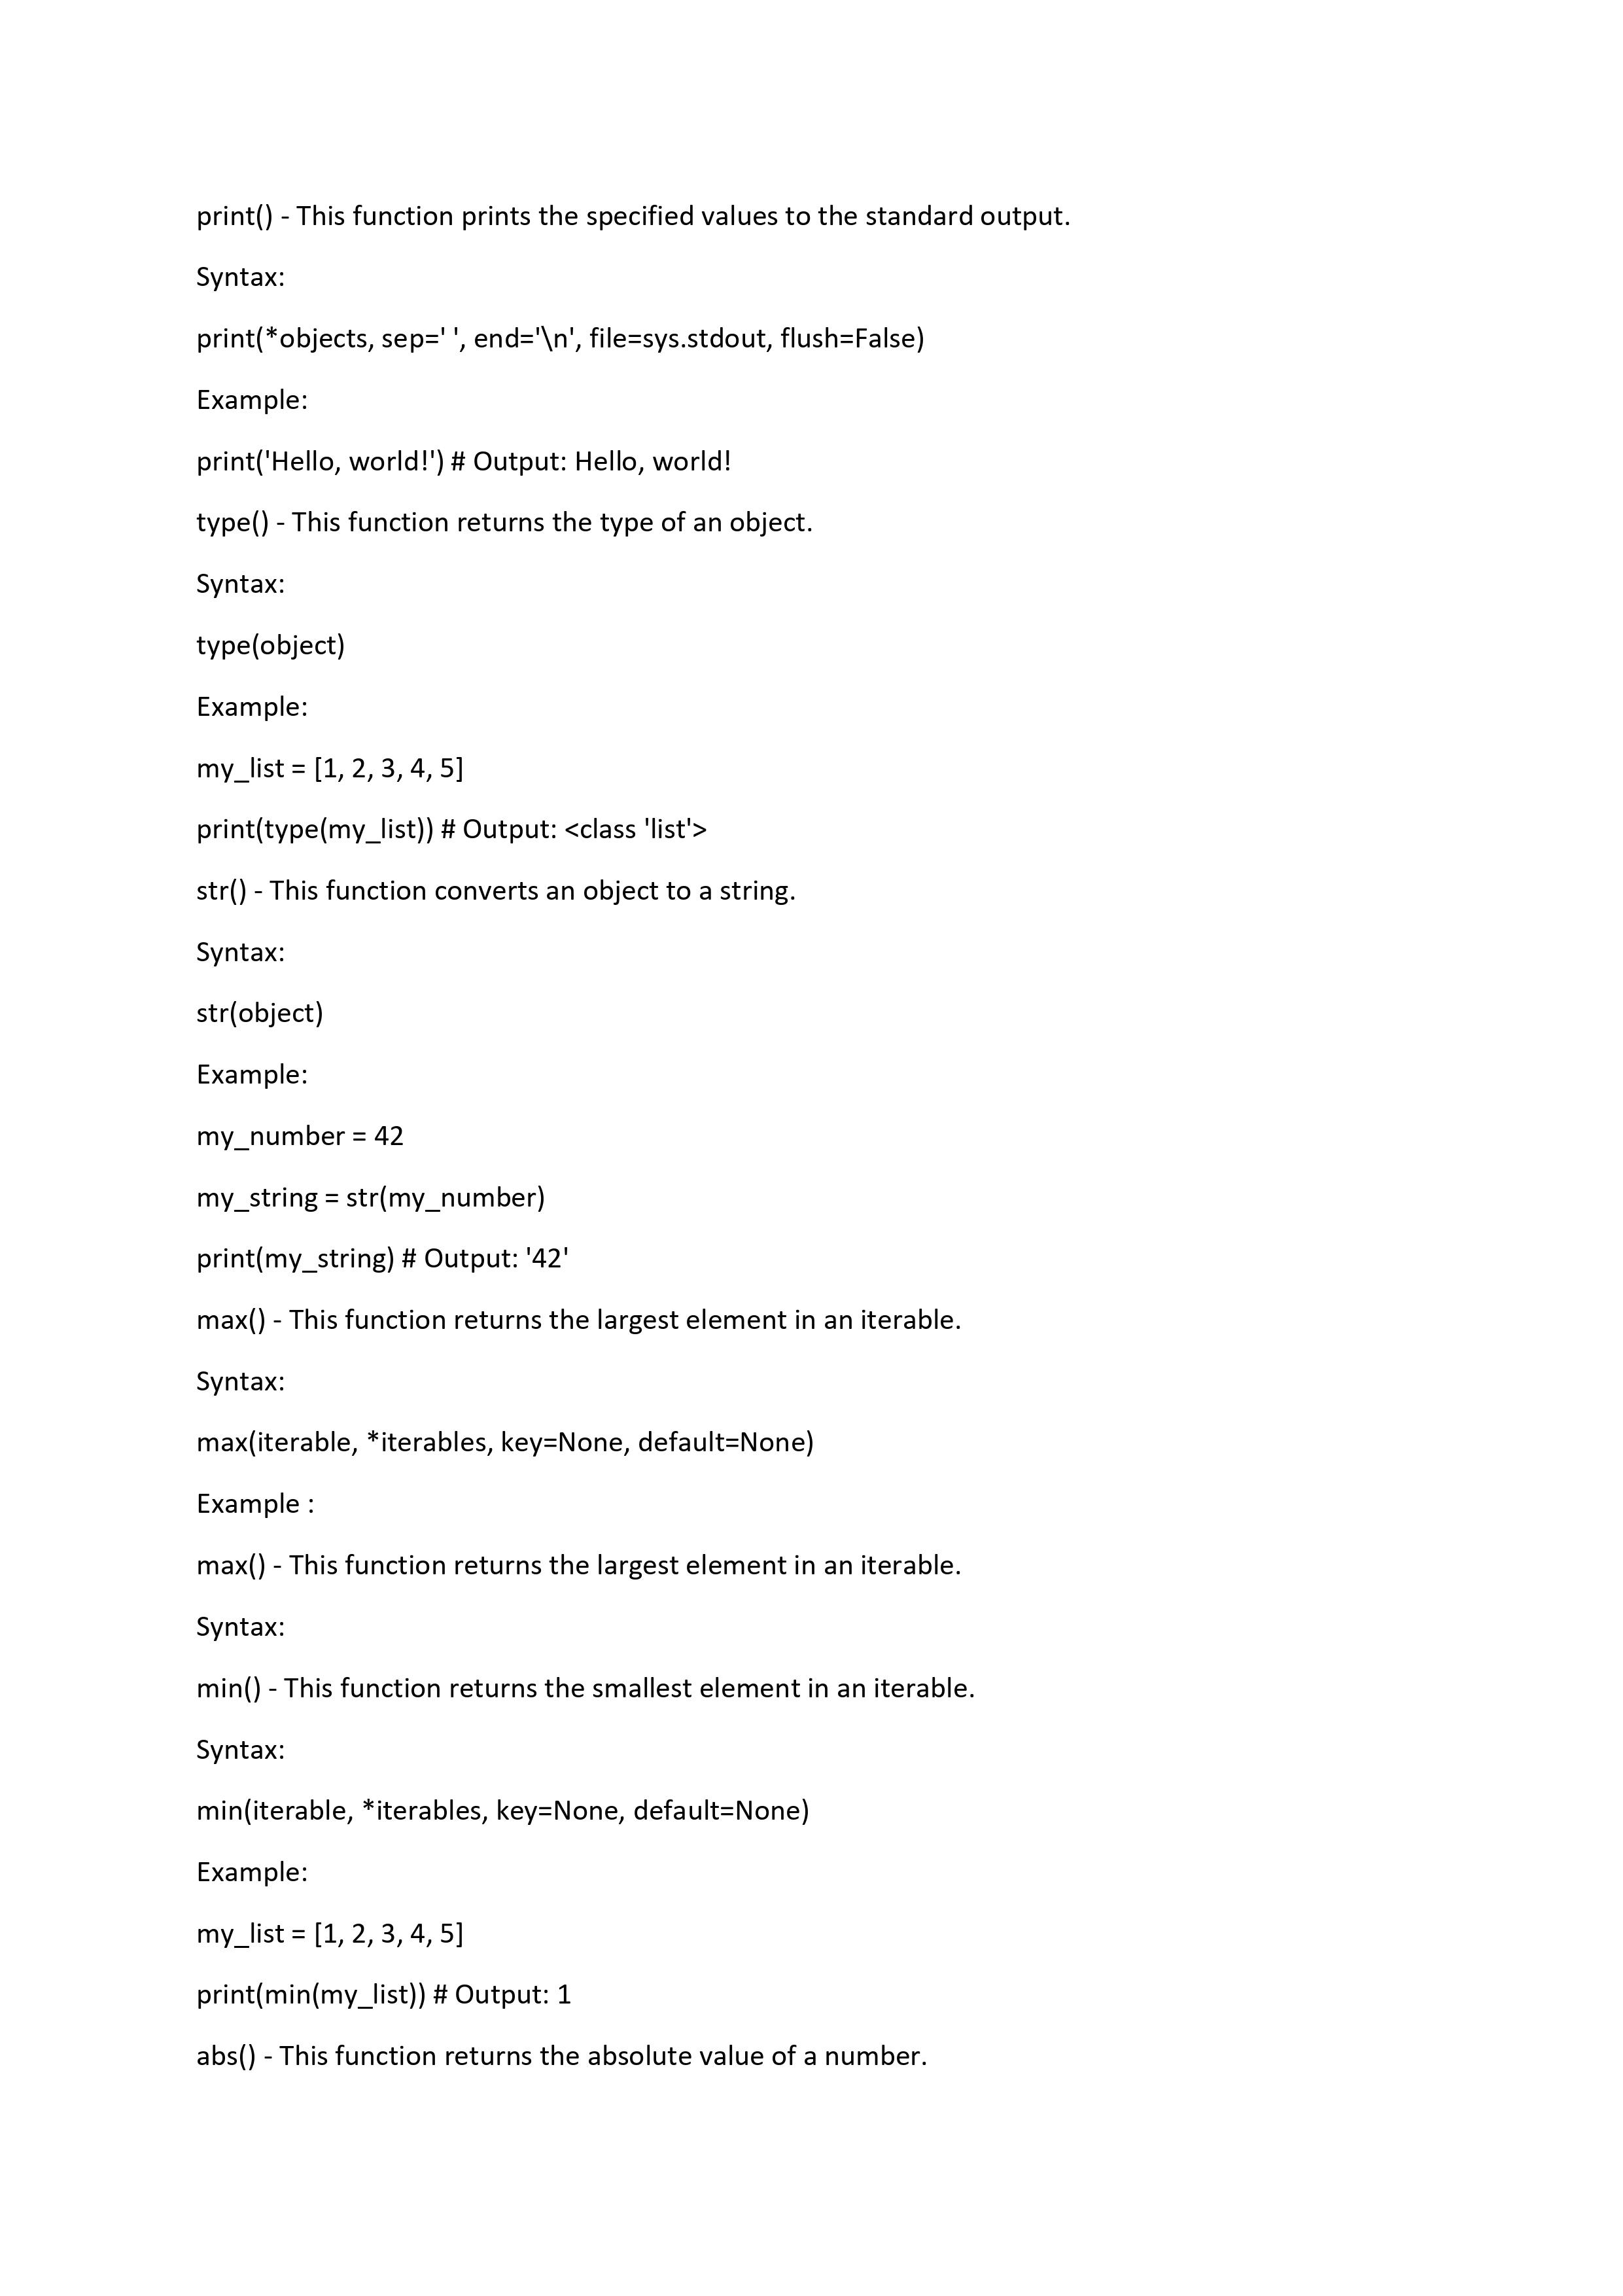 print() - This function prints the specified values to the standard output.
Syntax:
print(*objects, sep=' ', end='\n', file=sys.stdout, flush=False)
Example:
print('Hello, world!') # Output: Hello, world!
type() - This function returns the type of an object.
Syntax:
type(object)
Example:
my_list = [1, 2, 3, 4, 5]
print(type(my_list)) # Output: <class 'list'>
str() - This function converts an object to a string.
Syntax:
str(object)
Example:
my_number = 42
my_string = str(my_number)
print(my_string) # Output: '42'
max() - This function returns the largest element in an iterable.
Syntax:
max(iterable, *iterables, key=None, default=None)
Example :
max() - This function returns the largest element in an iterable.
Syntax:
min() - This function returns the smallest element in an iterable.
Syntax:
min(iterable, *iterables, key=None, default=None)
Example:
my_list = [1, 2, 3, 4, 5]
print(min(my_list)) # Output: 1
abs() - This function returns the absolute value of a number.